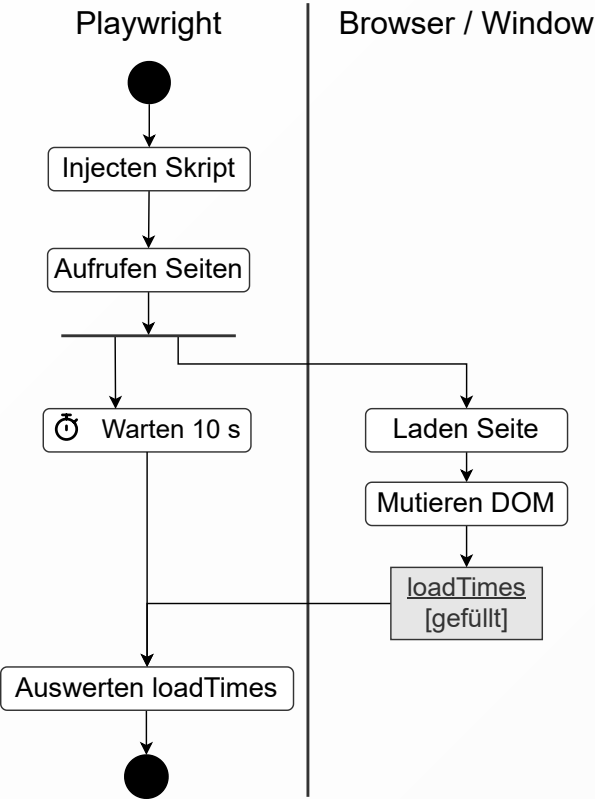 Playwright
Browser / Window
Injecten Skript
Aufrufen Seiten
Warten 10 s
Laden Seite
Mutieren DOM
loadTimes
[gefüllt]
Auswerten loadTimes